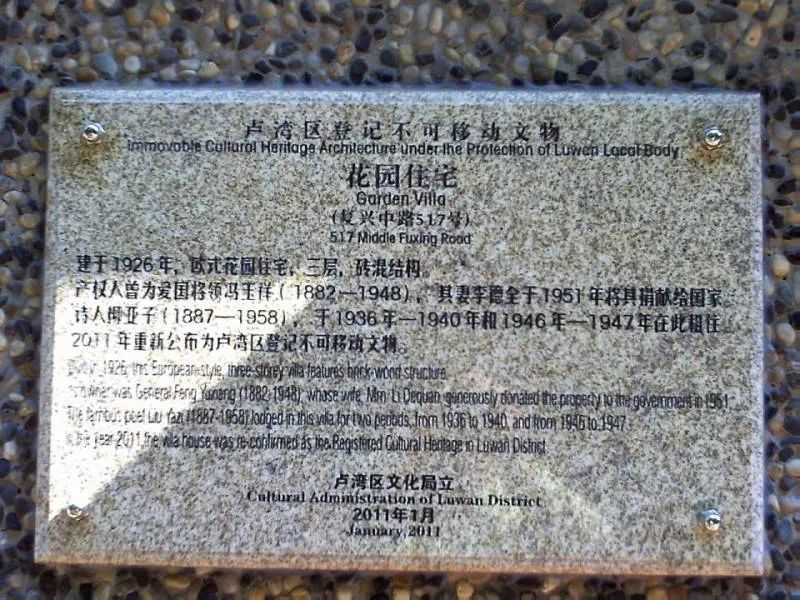 卢湾区登记不可移动文物
Immovable Cultural Heritage Architecture under the Protection of Luwan Local Body
花园住宅
Garden Villa
(复兴中路517号)
517 Middle Fuxing Road
建于1926年，欧式花园住宅，三层，砖混结构。
产权人曾为爱国将领冯玉祥（1882—1948），其妻李德全于1951年将其捐献给国家。
诗人柳亚子（1887—1958），于1936年—1940年和1946年—1947年在此租住。
2011年重新公布为卢湾区登记不可移动文物。
Built in 1926, this European-style, three-storey villa features brick-wood structure.
owner was General Feng Yuxiang (1882-1948), whose wife, Mm. Li Dequan, generously donated the property to the government in 1951.
The famous poet Liu Yazi (1887-1958) lodged in this villa for two periods, from 1936 to 1940, and from 1946 to 1947.
In the year 2011, the villa house was re-confirmed as the Registered Cultural Heritage in Luwan District.
卢湾区文化局立
Cultural Administration of Luwan District
2011年1月
January,2011